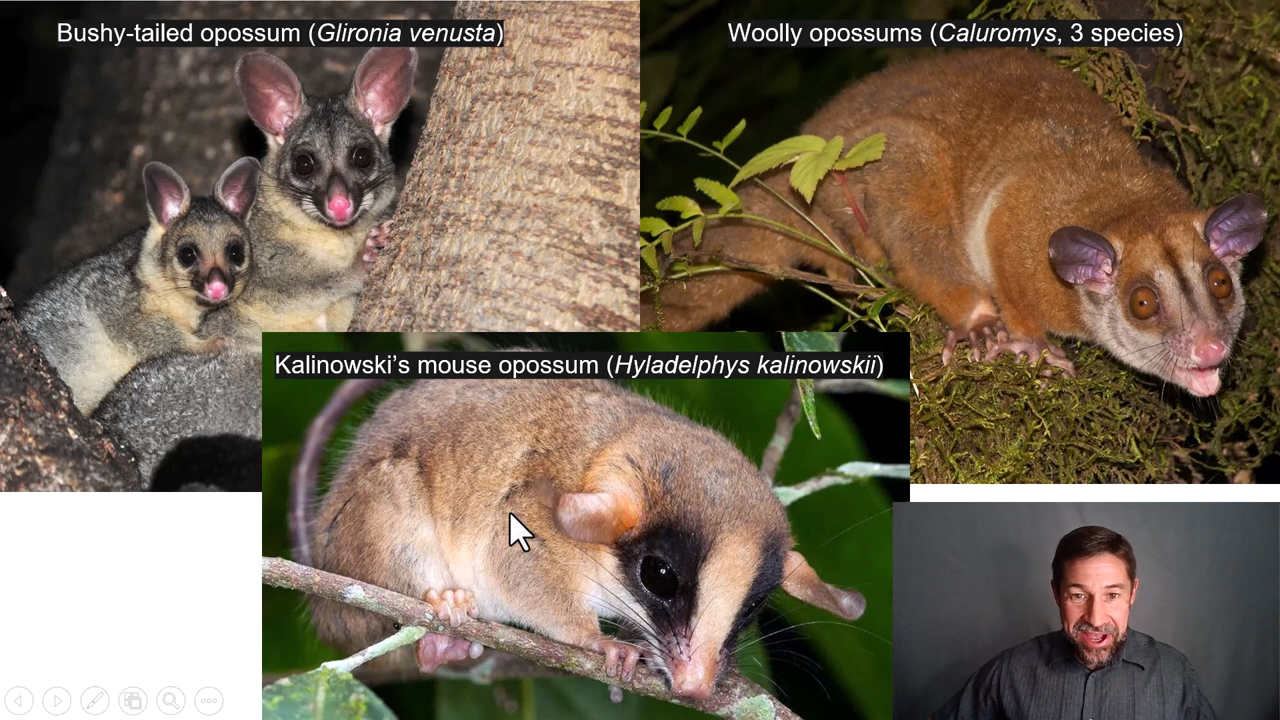 Bushy-tailed opossum (Glironia venusta)
Woolly opossums (Caluromys, 3 species)
Kalinowski’s mouse opossum (Hyladelphys kalinowskii)